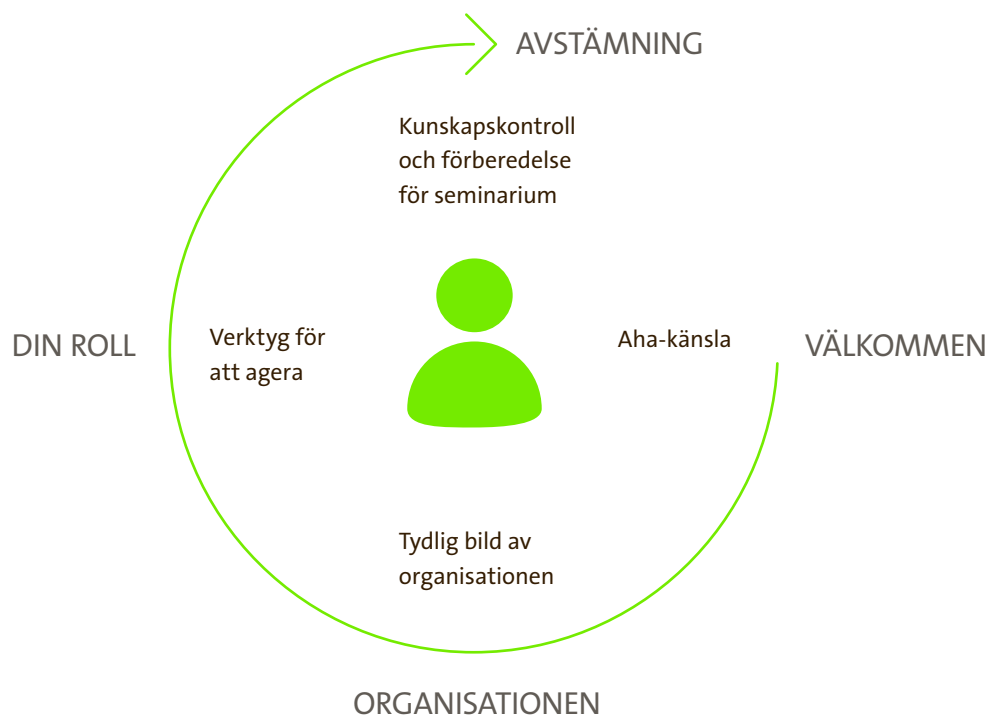 AVSTÄMNING
Kunskapskontroll
och förberedelse
för seminarium
DIN ROLL
Verktyg för
att agera
Aha-känsla
VÄLKOMMEN
Tydlig bild av
organisationen
ORGANISATIONEN